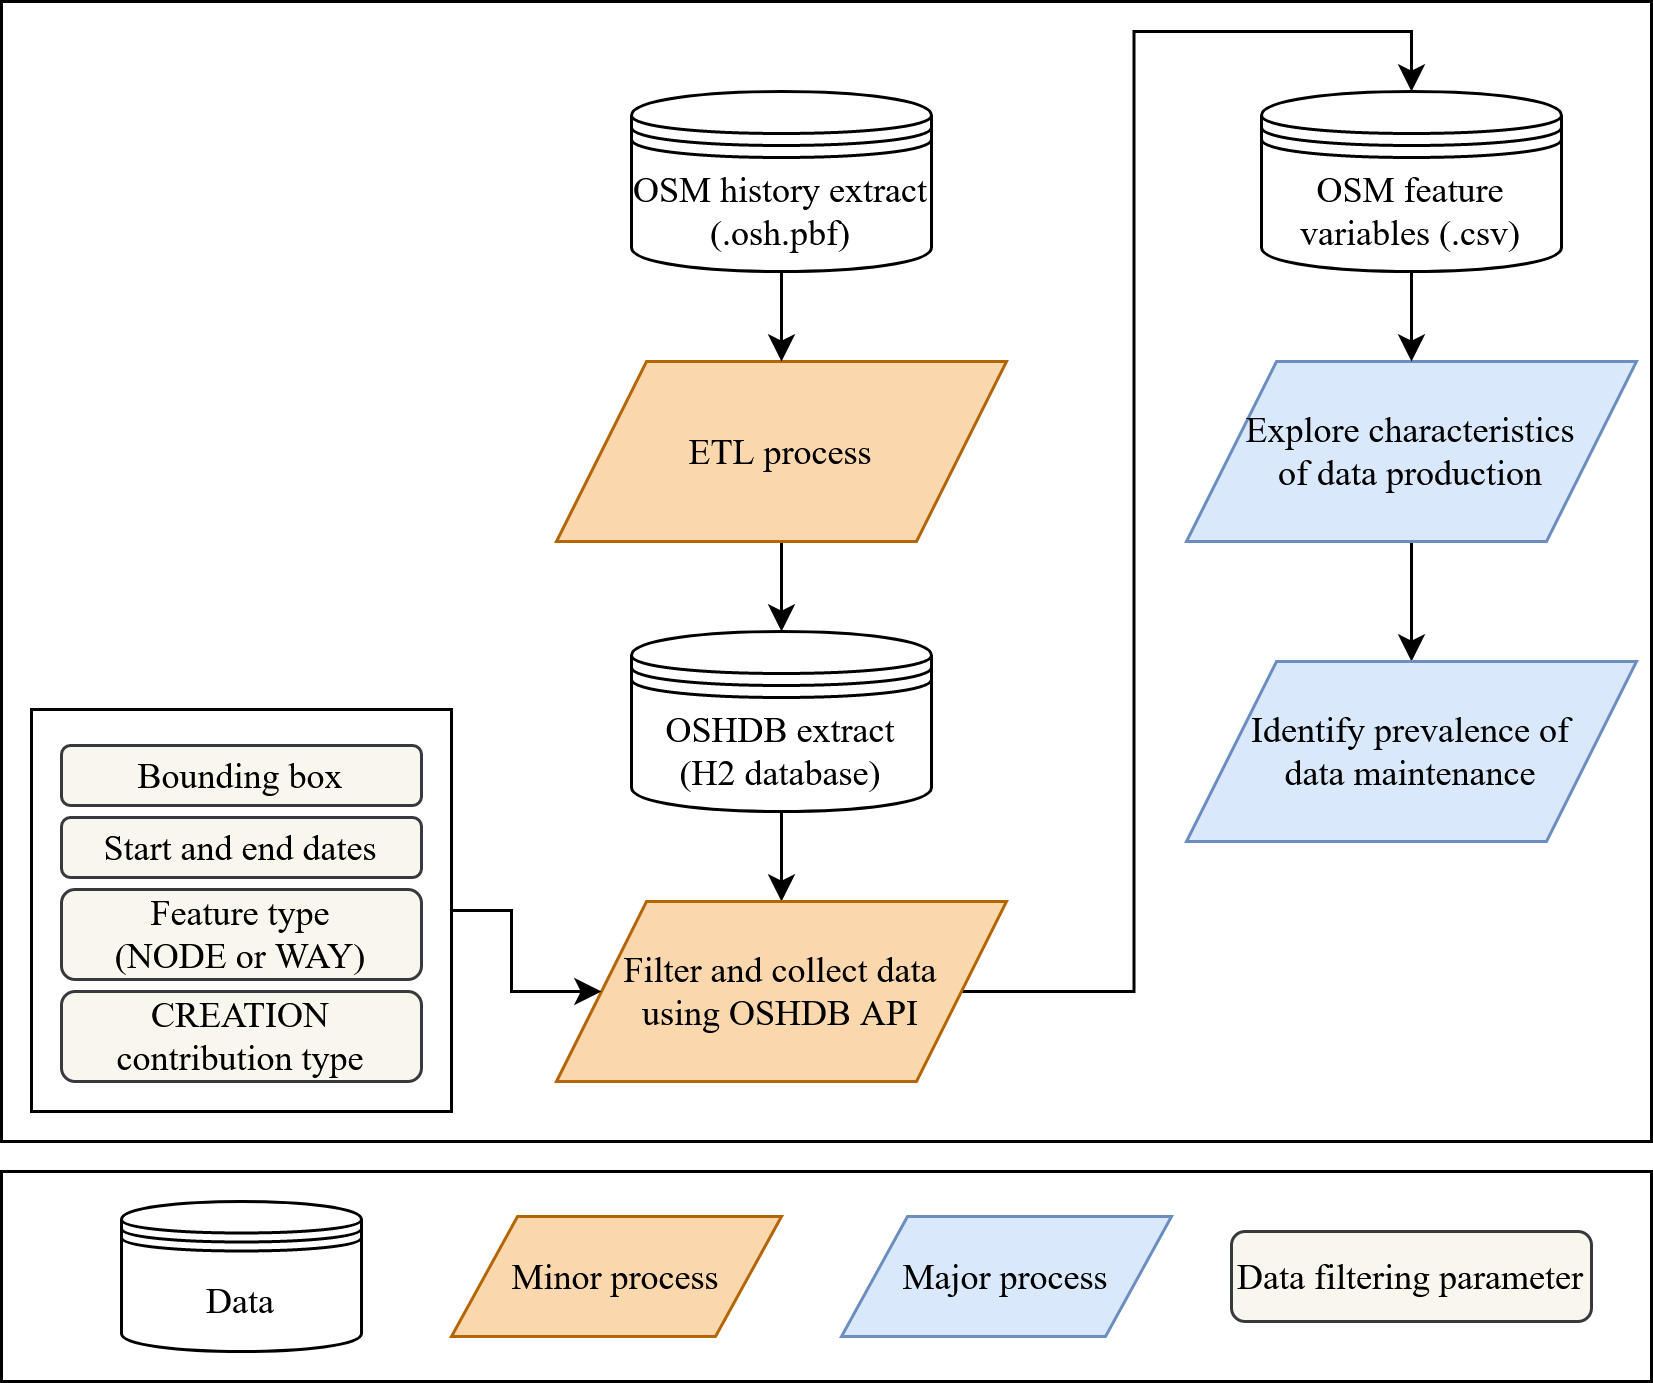 OSM history extract
(.osh.pbf)
ETL process
OSHDB extract
(H2 database)
Bounding box
Start and end dates
Feature type
(NODE or WAY)
CREATION
contribution type
Filter and collect data
using OSHDB API
OSM feature
variables (.csv)
Explore characteristics
of data production
Identify prevalence of
data maintenance
Data
Minor process
Major process
Data filtering parameter